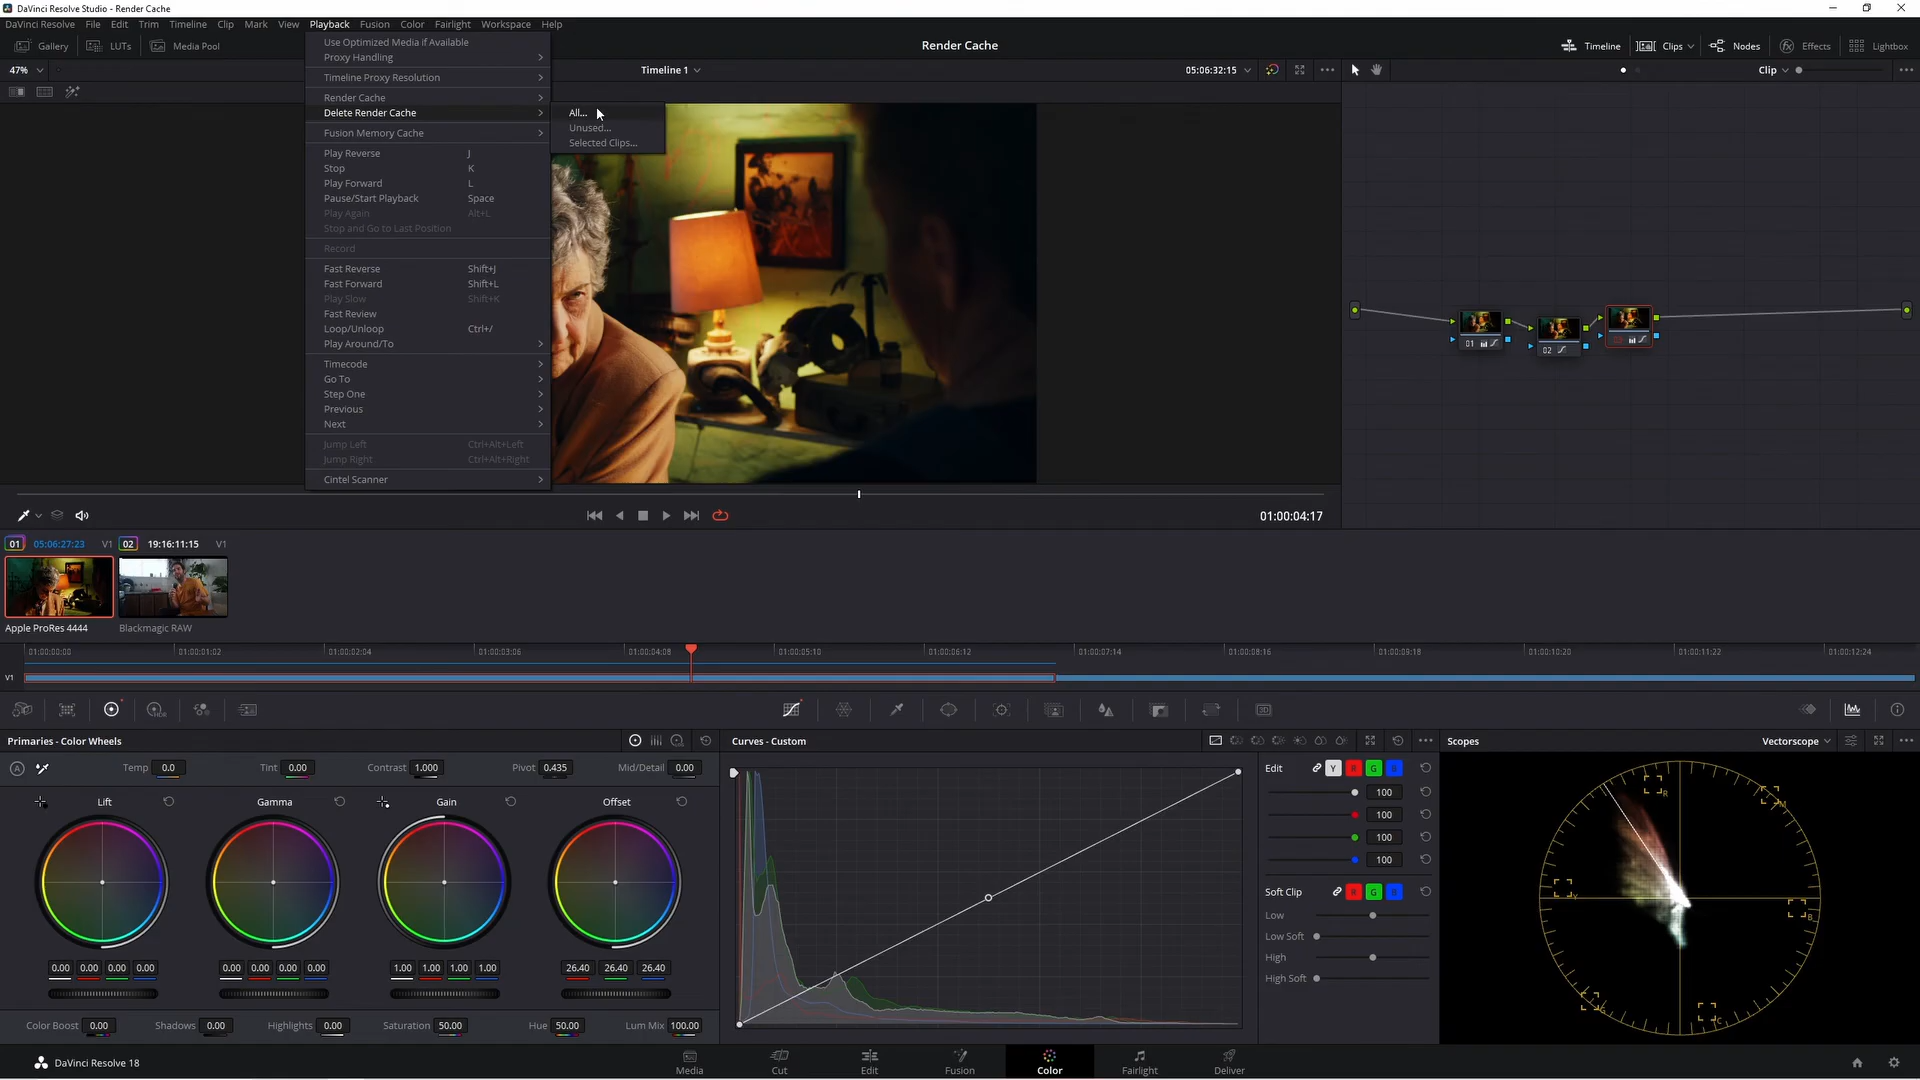 DaVinci Resolve Studio - Render Cache
DaVinci Resolve File Edit Trim Timeline Clip Mark View Playback Fusion Color Fairlight Workspace Help
Gallery LUTs Media Pool
Render Cache
Timeline Clips Nodes Effects Lightbox
47%
Timeline 1
05:06:32:15
Clip
Use Optimized Media if Available
Proxy Handling
Timeline Proxy Resolution
Render Cache
Delete Render Cache
Fusion Memory Cache
Play Reverse J
Stop K
Play Forward L
Pause/Start Playback Space
Play Again Alt+L
Stop and Go to Last Position
Record
Fast Reverse Shift+J
Fast Forward Shift+L
Play Slow Shift+K
Fast Review
Loop/Unloop Ctrl+/
Play Around/To
Timecode
Go To
Step One
Previous
Next
Jump Left Ctrl+Alt+Left
Jump Right Ctrl+Alt+Right
Cintel Scanner
All...
Unused...
Selected Clips...
01
02
01:00:04:17
01 05:06:27:23 V1 02 19:16:11:15 V1
Apple ProRes 4444 Blackmagic RAW
01:00:00:00 01:00:01:02 01:00:02:04 01:00:03:06 01:00:04:08 01:00:05:10 01:00:06:12 01:00:07:14 01:00:08:16 01:00:09:18 01:00:10:20 01:00:11:22 01:00:12:24
V1
HDR
3D
Primaries - Color Wheels
A Temp 0.0 Tint 0.00 Contrast 1.000 Pivot 0.435 Mid/Detail 0.00
Lift Gamma Gain Offset
0.00 0.00 0.00 0.00 0.00 0.00 0.00 0.00 1.00 1.00 1.00 1.00 26.40 26.40 26.40
Color Boost 0.00 Shadows 0.00 Highlights 0.00 Saturation 50.00 Hue 50.00 Lum Mix 100.00
Curves - Custom
Edit Y R G B
100
100
100
100
Soft Clip R G B
Low
Low Soft
High
High Soft
Scopes Vectorscope
R
M
Y
B
G
C
DaVinci Resolve 18
Media Cut Edit Fusion Color Fairlight Deliver